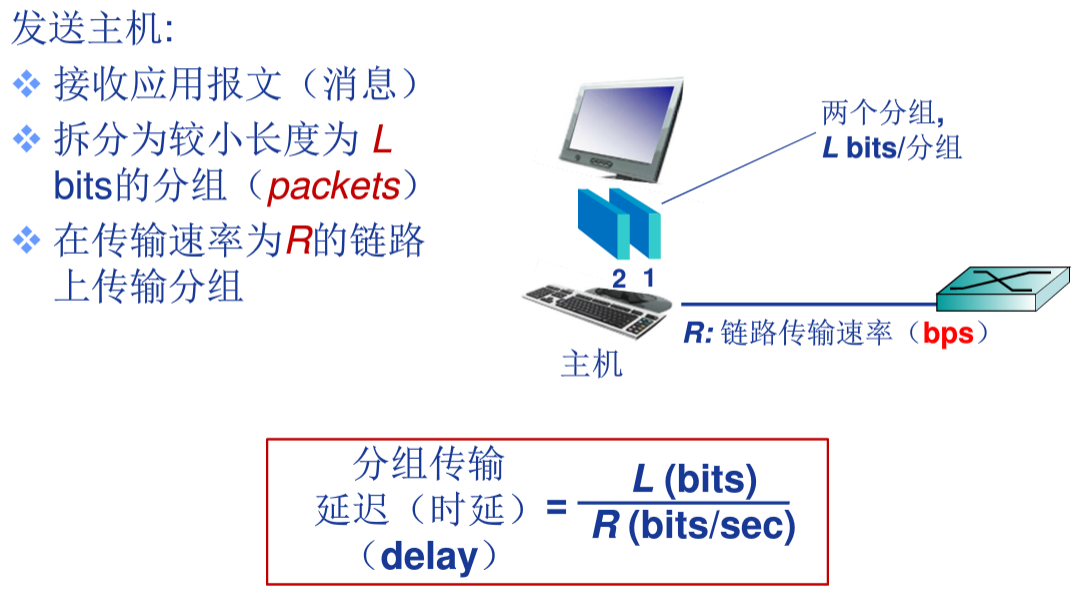 发送主机:
接收应用报文（消息）
拆分为较小长度为 L
bits的分组（packets）
在传输速率为R的链路
上传输分组
两个分组,
L bits/分组
2 1
R: 链路传输速率（bps）
主机
分组传输
延迟（时延）
（delay）
=
L (bits)
R (bits/sec)